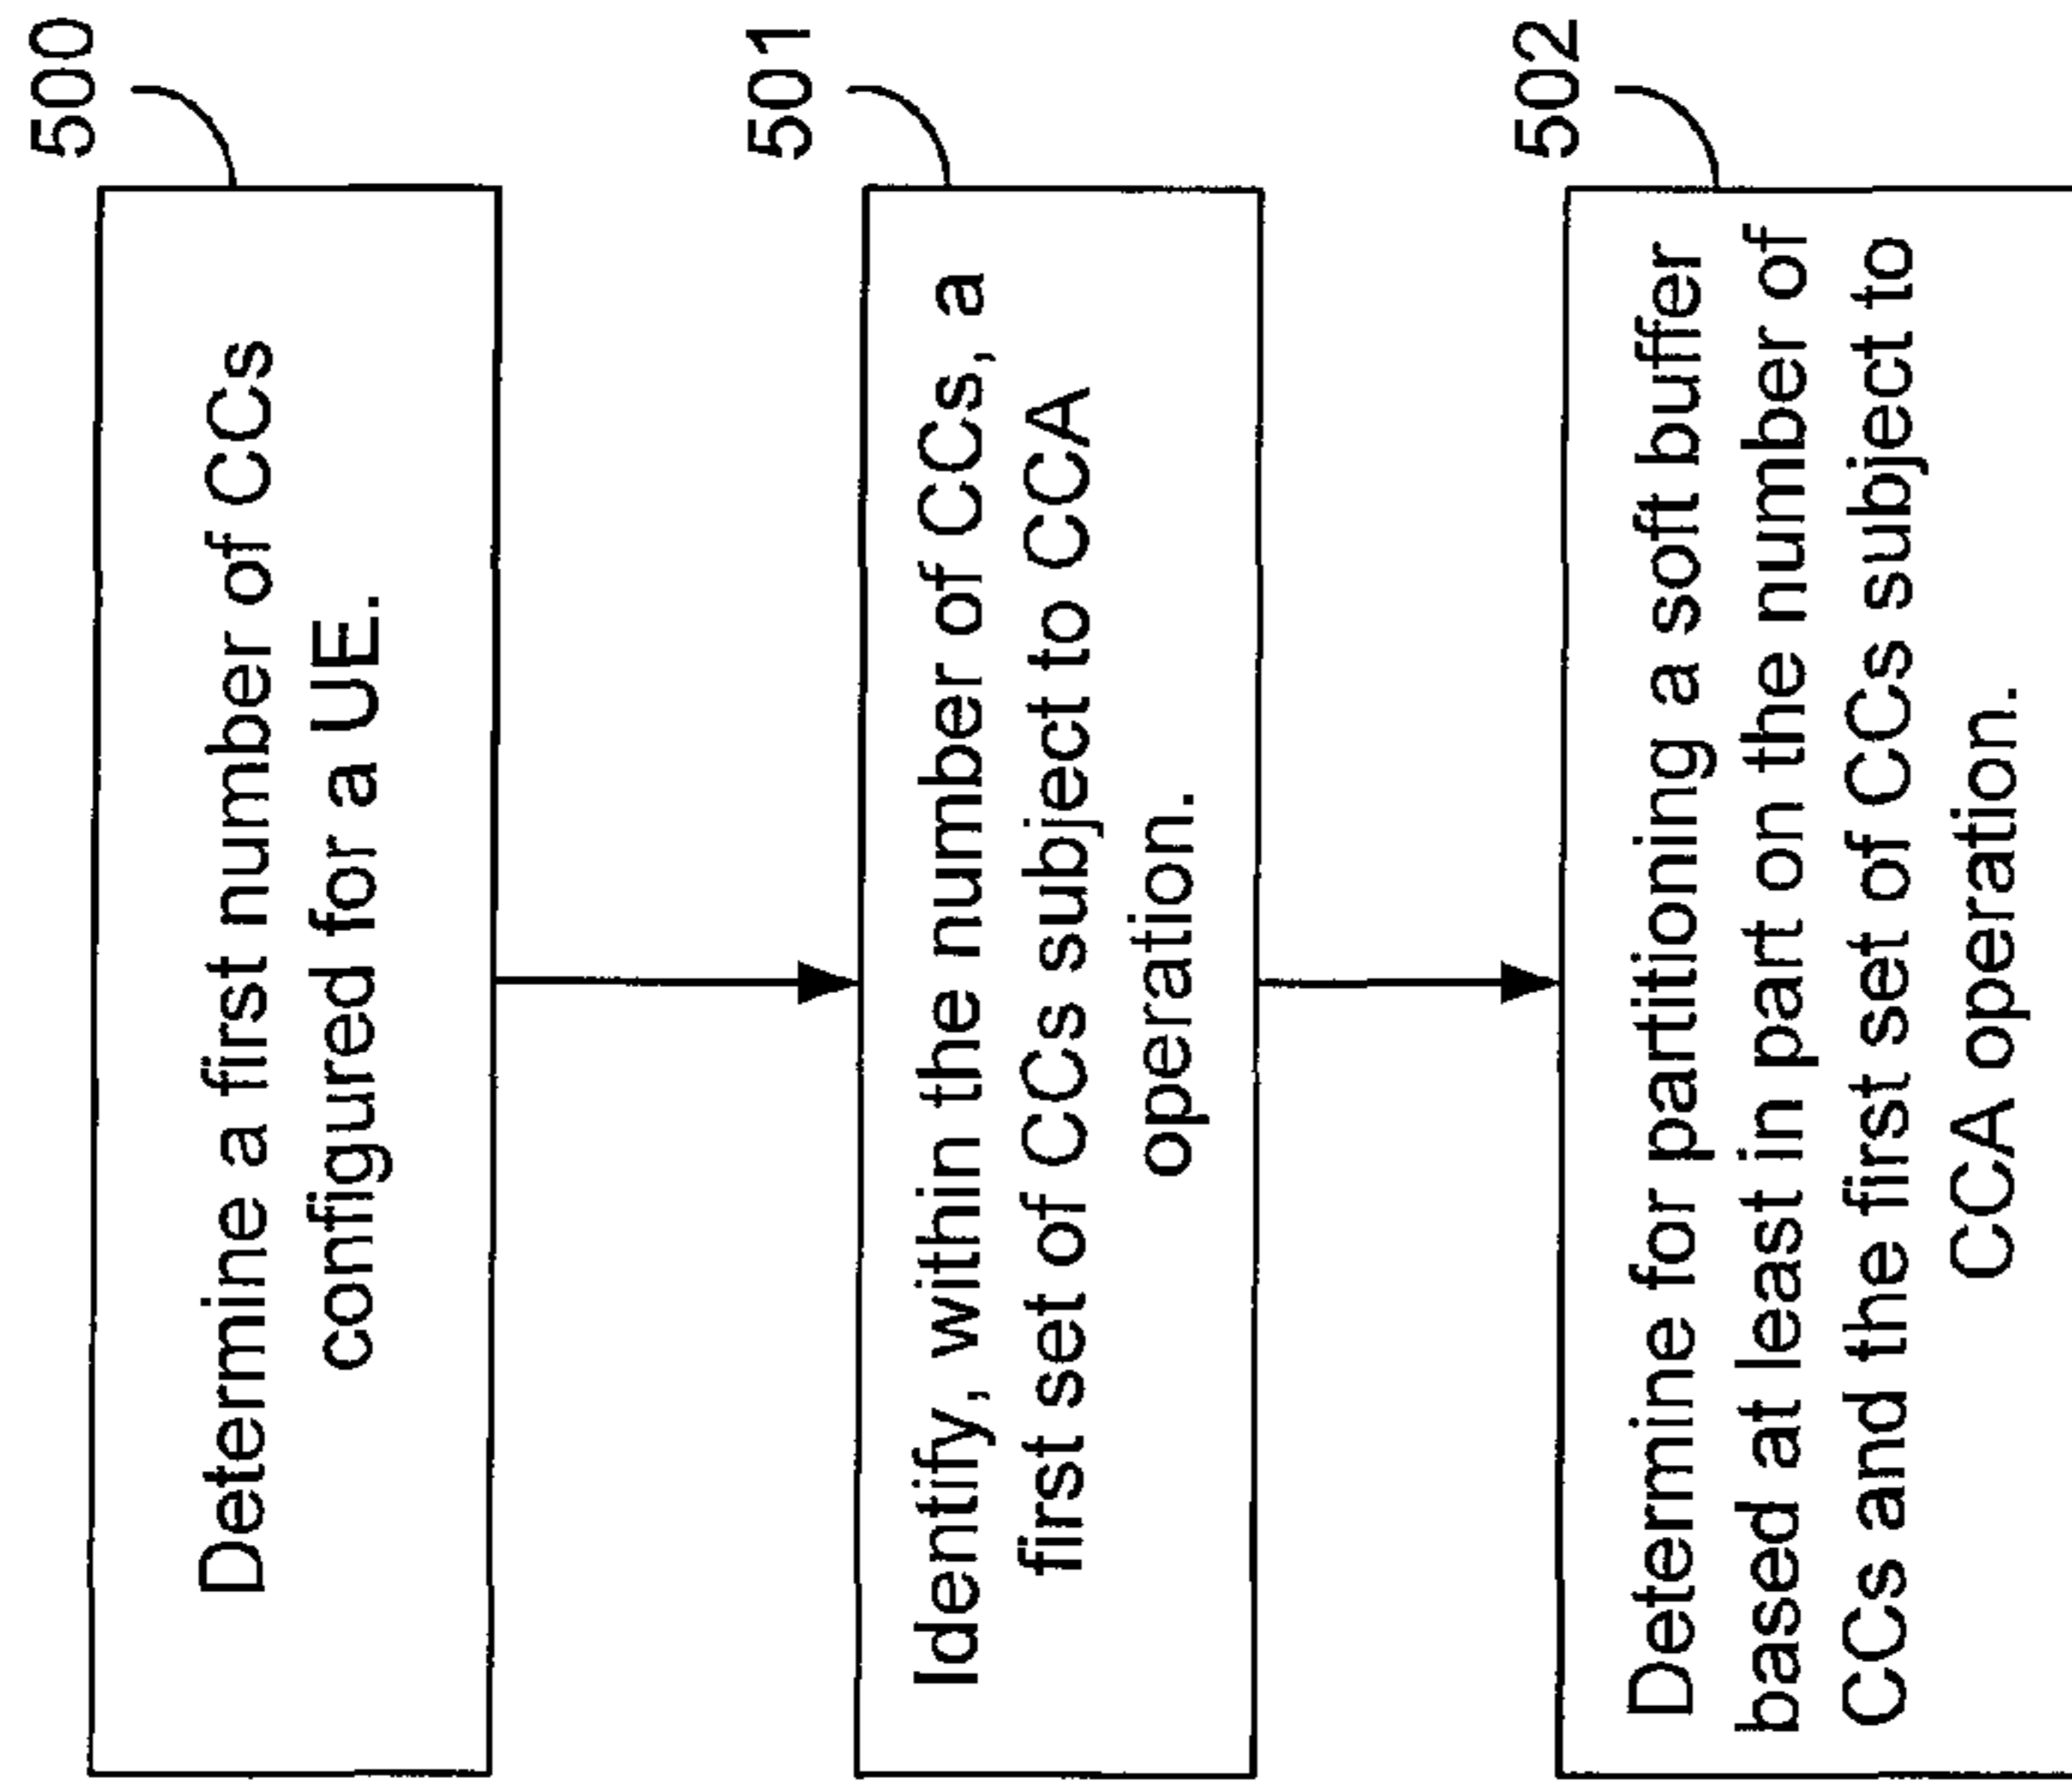 500
Determine a first number of CCs
configured for a UE.
501
Identify, within the number of CCs, a
first set of CCs subject to CCA
operation.
502
Determine for partitioning a soft buffer
based at least in part on the number of
CCs and the first set of CCs subject to
CCA operation.